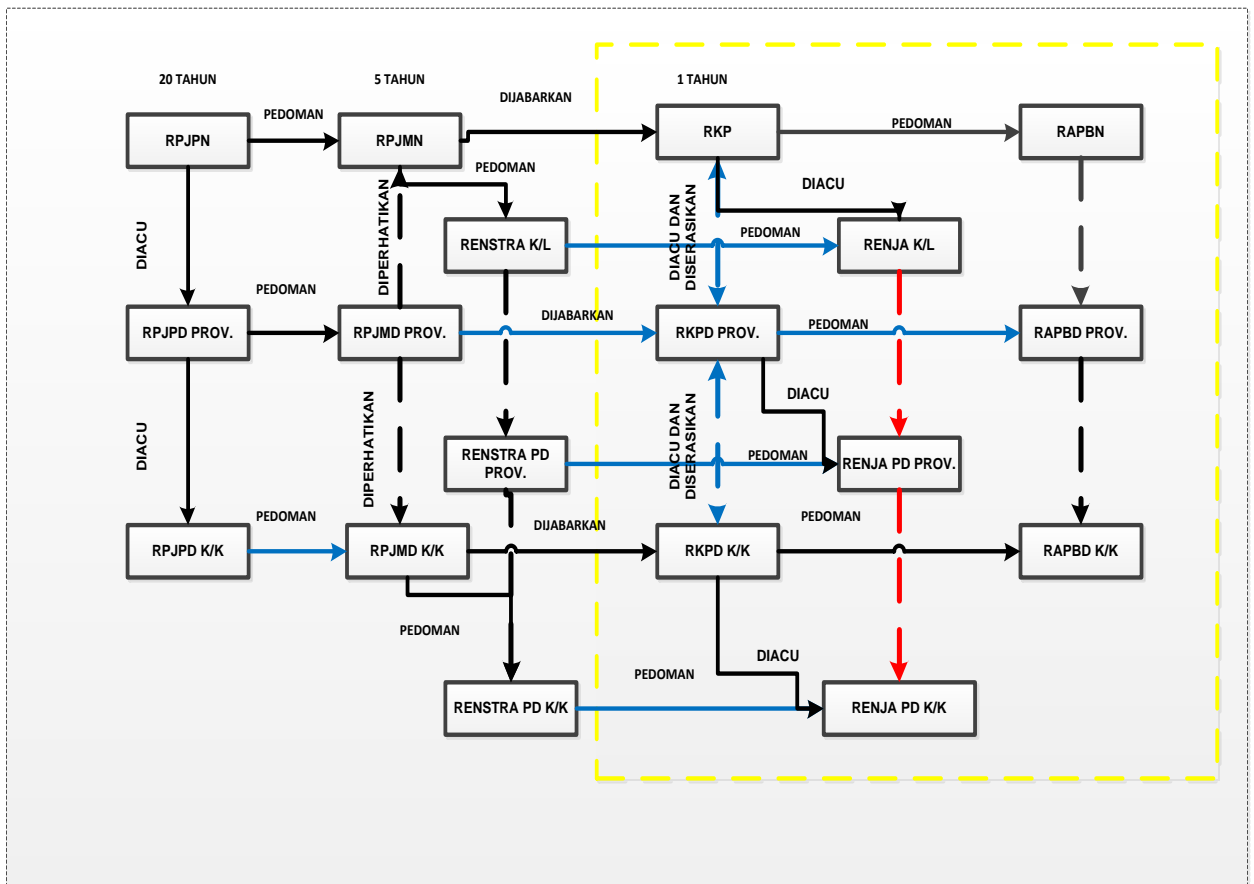 20 TAHUN
5 TAHUN
1 TAHUN
PEDOMAN
DIJABARKAN
PEDOMAN
RPJPN
RPJMN
RKP
RAPBN
PEDOMAN
DIACU
DIACU
DIPERHATIKAN
RENSTRA K/L
PEDOMAN
DIACU DAN
DISERASIKAN
RENJA K/L
PEDOMAN
DIJABARKAN
PEDOMAN
RPJPD PROV.
RPJMD PROV.
RKPD PROV.
RAPBD PROV.
DIACU
DIACU
DIPERHATIKAN
RENSTRA PD
PROV.
DIACU DAN
DISERASIKAN
PEDOMAN
RENJA PD PROV.
PEDOMAN
DIJABARKAN
PEDOMAN
RPJPD K/K
RPJMD K/K
RKPD K/K
RAPBD K/K
PEDOMAN
DIACU
PEDOMAN
RENSTRA PD K/K
RENJA PD K/K